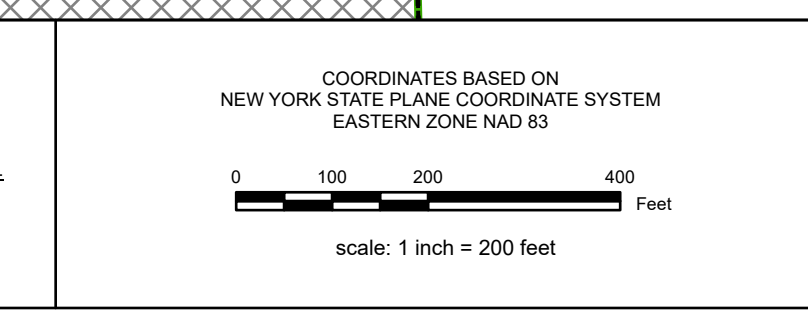 COORDINATES BASED ON
NEW YORK STATE PLANE COORDINATE SYSTEM
EASTERN ZONE NAD 83
0 100 200 400
Feet
scale: 1 inch = 200 feet